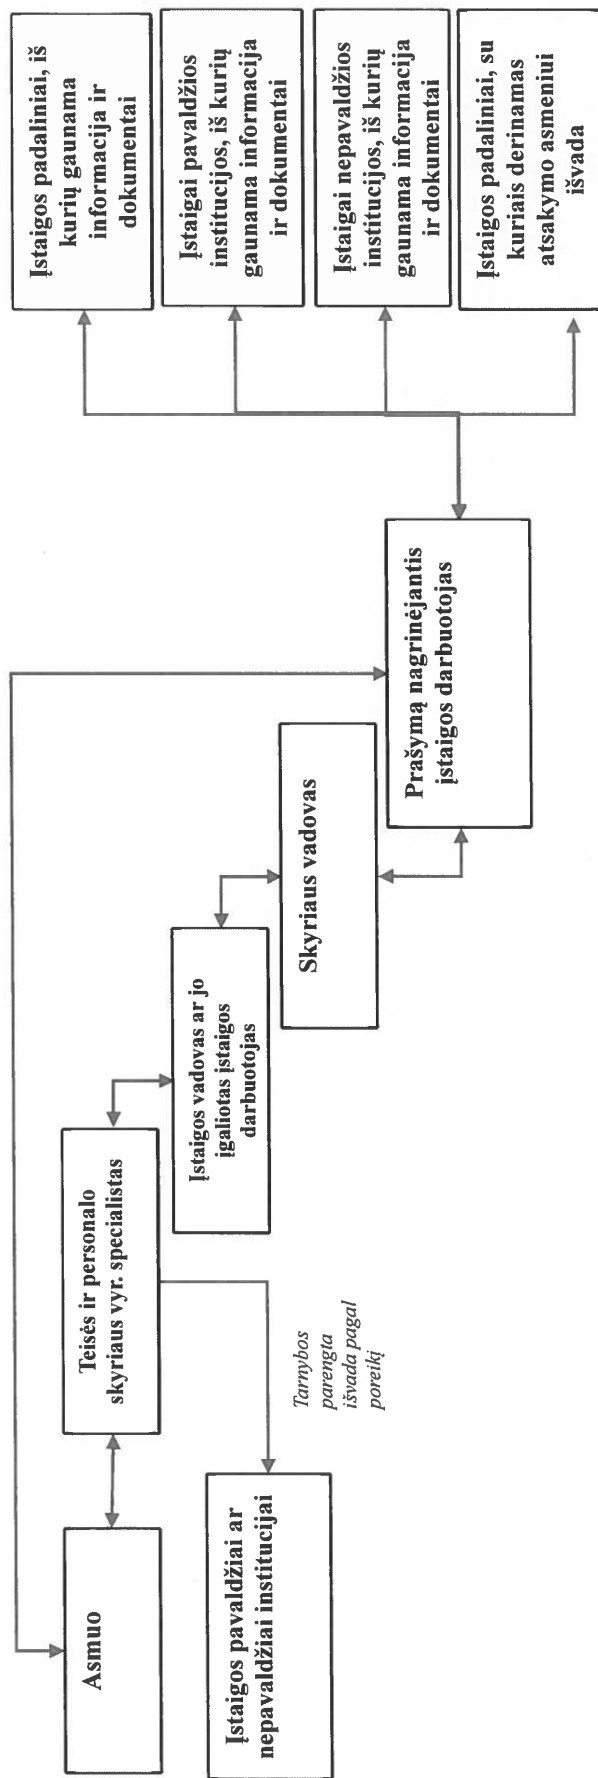 Asmuo
Teisės ir personalo
skyriaus vyr. specialistas
Įstaigos vadovas ar jo
įgaliotas įstaigos
darbuotojas
Skyriaus vadovas
Prašymą nagrinėjantis
įstaigos darbuotojas
Įstaigos padaliniai, iš
kurių gaunama
informacija ir
dokumentai
Įstaigai pavaldžios
institucijos, iš kurių
gaunama informacija
ir dokumentai
Įstaigai nepavaldžios
institucijos, iš kurių
gaunama informacija
ir dokumentai
Įstaigos padaliniai, su
kuriais derinamas
atsakymo asmeniui
išvada
Įstaigos pavaldžiai ar
nepavaldžiai institucijai
Tarnybos
parengta
išvada pagal
poreikį